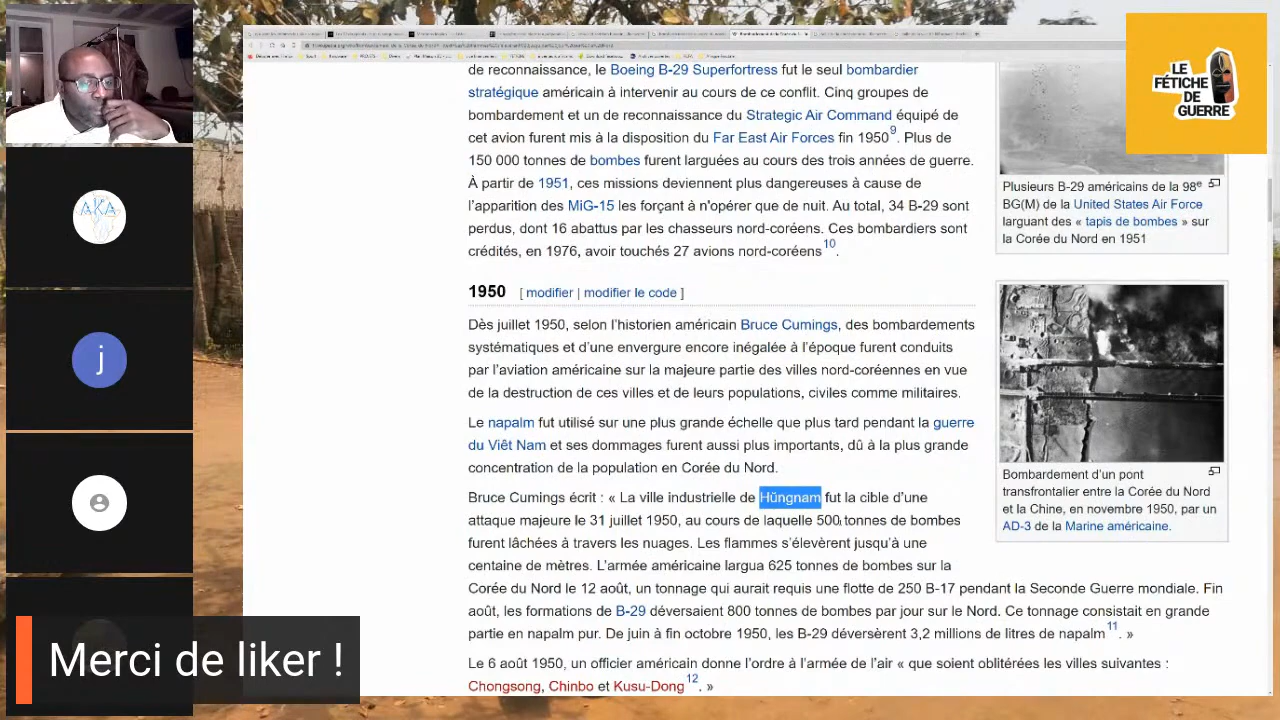 LE
FÉTICHE
DE
GUERRE
AKA
j
Merci de liker !
de reconnaissance, le Boeing B-29 Superfortress fut le seul bombardier
stratégique américain à intervenir au cours de ce conflit. Cinq groupes de
bombardement et un de reconnaissance du Strategic Air Command équipé de
cet avion furent mis à la disposition du Far East Air Forces fin 1950⁹. Plus de
150 000 tonnes de bombes furent larguées au cours des trois années de guerre.
À partir de 1951, ces missions deviennent plus dangereuses à cause de
l'apparition des MiG-15 les forçant à n'opérer que de nuit. Au total, 34 B-29 sont
perdus, dont 16 abattus par les chasseurs nord-coréens. Ces bombardiers sont
crédités, en 1976, avoir touchés 27 avions nord-coréens¹⁰.
Plusieurs B-29 américains de la 98ᵉ
BG(M) de la United States Air Force
larguant des « tapis de bombes » sur
la Corée du Nord en 1951
1950 [ modifier | modifier le code ]
Dès juillet 1950, selon l'historien américain Bruce Cumings, des bombardements
systématiques et d'une envergure encore inégalée à l'époque furent conduits
par l'aviation américaine sur la majeure partie des villes nord-coréennes en vue
de la destruction de ces villes et de leurs populations, civiles comme militaires.
Le napalm fut utilisé sur une plus grande échelle que plus tard pendant la guerre
du Viêt Nam et ses dommages furent aussi plus importants, dû à la plus grande
concentration de la population en Corée du Nord.
Bruce Cumings écrit : « La ville industrielle de Hŭngnam fut la cible d'une
attaque majeure le 31 juillet 1950, au cours de laquelle 500 tonnes de bombes
furent lâchées à travers les nuages. Les flammes s'élevèrent jusqu'à une
centaine de mètres. L'armée américaine largua 625 tonnes de bombes sur la
Corée du Nord le 12 août, un tonnage qui aurait requis une flotte de 250 B-17 pendant la Seconde Guerre mondiale. Fin
août, les formations de B-29 déversaient 800 tonnes de bombes par jour sur le Nord. Ce tonnage consistait en grande
partie en napalm pur. De juin à fin octobre 1950, les B-29 déversèrent 3,2 millions de litres de napalm¹¹. »
Bombardement d'un pont
transfrontalier entre la Corée du Nord
et la Chine, en novembre 1950, par un
AD-3 de la Marine américaine.
Le 6 août 1950, un officier américain donne l'ordre à l'armée de l'air « que soient oblitérées les villes suivantes :
Chongsong, Chinbo et Kusu-Dong¹². »